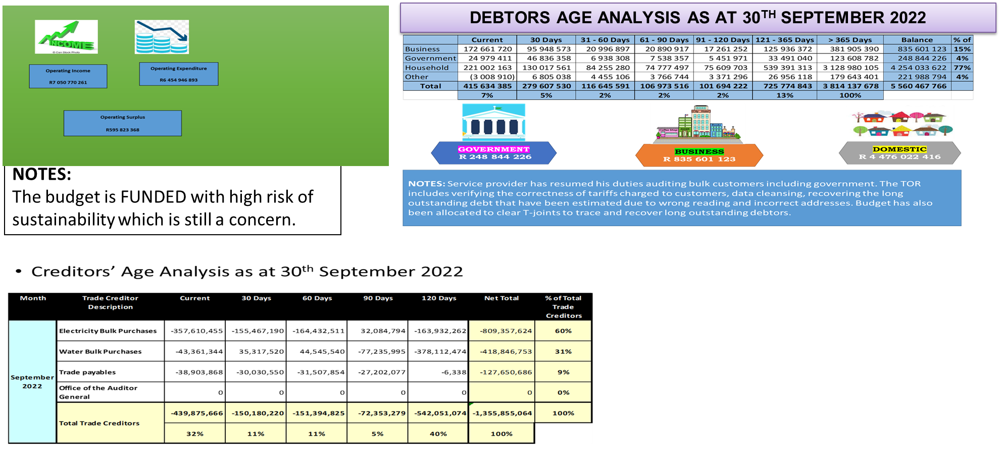 INCOME
© Can Stock Photo
Operating Income
R7 050 770 261
Operating Expenditure
R6 454 946 893
Operating Surplus
R595 823 368
NOTES:
The budget is FUNDED with high risk of
sustainability which is still a concern.
DEBTORS AGE ANALYSIS AS AT 30TH SEPTEMBER 2022
Current 30 Days 31 - 60 Days 61 - 90 Days 91 - 120 Days 121 - 365 Days > 365 Days Balance % of
Business 172 661 720 95 948 573 20 996 897 20 890 917 17 261 252 125 936 372 381 905 390 835 601 123 15%
Government 24 979 411 46 836 358 6 938 308 7 538 357 5 451 971 33 491 040 123 608 782 248 844 226 4%
Household 221 002 163 130 017 561 84 255 280 74 777 497 75 609 703 539 391 313 3 128 980 105 4 254 033 622 77%
Other (3 008 910) 6 805 038 4 455 106 3 766 744 3 371 296 26 956 118 179 643 401 221 988 794 4%
Total 415 634 385 279 607 530 116 645 591 106 973 516 101 694 222 725 774 843 3 814 137 678 5 560 467 766
7% 5% 2% 2% 2% 13% 100%
City Hotel
Coffee Shop
BANK
Books
GOVERNMENT
R 248 844 226
BUSINESS
R 835 601 123
DOMESTIC
R 4 476 022 416
NOTES: Service provider has resumed his duties auditing bulk customers including government. The TOR
includes verifying the correctness of tariffs charged to customers, data cleansing, recovering the long
outstanding debt that have been estimated due to wrong reading and incorrect addresses. Budget has also
been allocated to clear T-joints to trace and recover long outstanding debtors.
• Creditors’ Age Analysis as at 30th September 2022
Month Trade Creditor Description Current 30 Days 60 Days 90 Days 120 Days Net Total % of Total Trade Creditors
September 2022
Electricity Bulk Purchases -357,610,455 -155,467,190 -164,432,511 32,084,794 -163,932,262 -809,357,624 60%
Water Bulk Purchases -43,361,344 35,317,520 44,545,540 -77,235,995 -378,112,474 -418,846,753 31%
Trade payables -38,903,868 -30,030,550 -31,507,854 -27,202,077 -6,338 -127,650,686 9%
Office of the Auditor General 0 0 0 0 0 0 0%
Total Trade Creditors -439,875,666 -150,180,220 -151,394,825 -72,353,279 -542,051,074 -1,355,855,064 100%
32% 11% 11% 5% 40% 100%